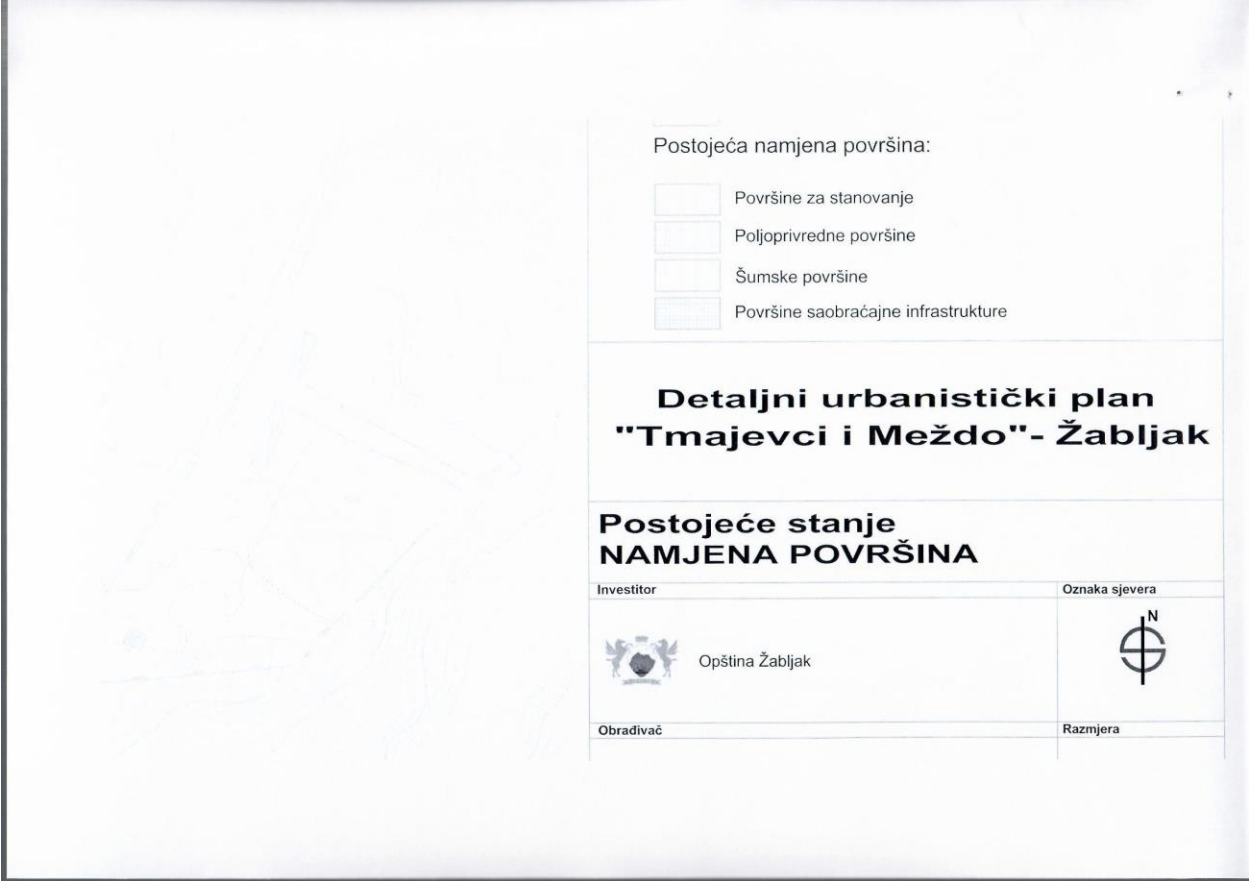 Postojeća namjena površina:
Površine za stanovanje
Poljoprivredne površine
Šumske površine
Površine saobraćajne infrastrukture
Detaljni urbanistički plan
"Tmajevci i Meždo"- Žabljak
Postojeće stanje
NAMJENA POVRŠINA
Investitor
Oznaka sjevera
N
Opština Žabljak
Obrađivač
Razmjera